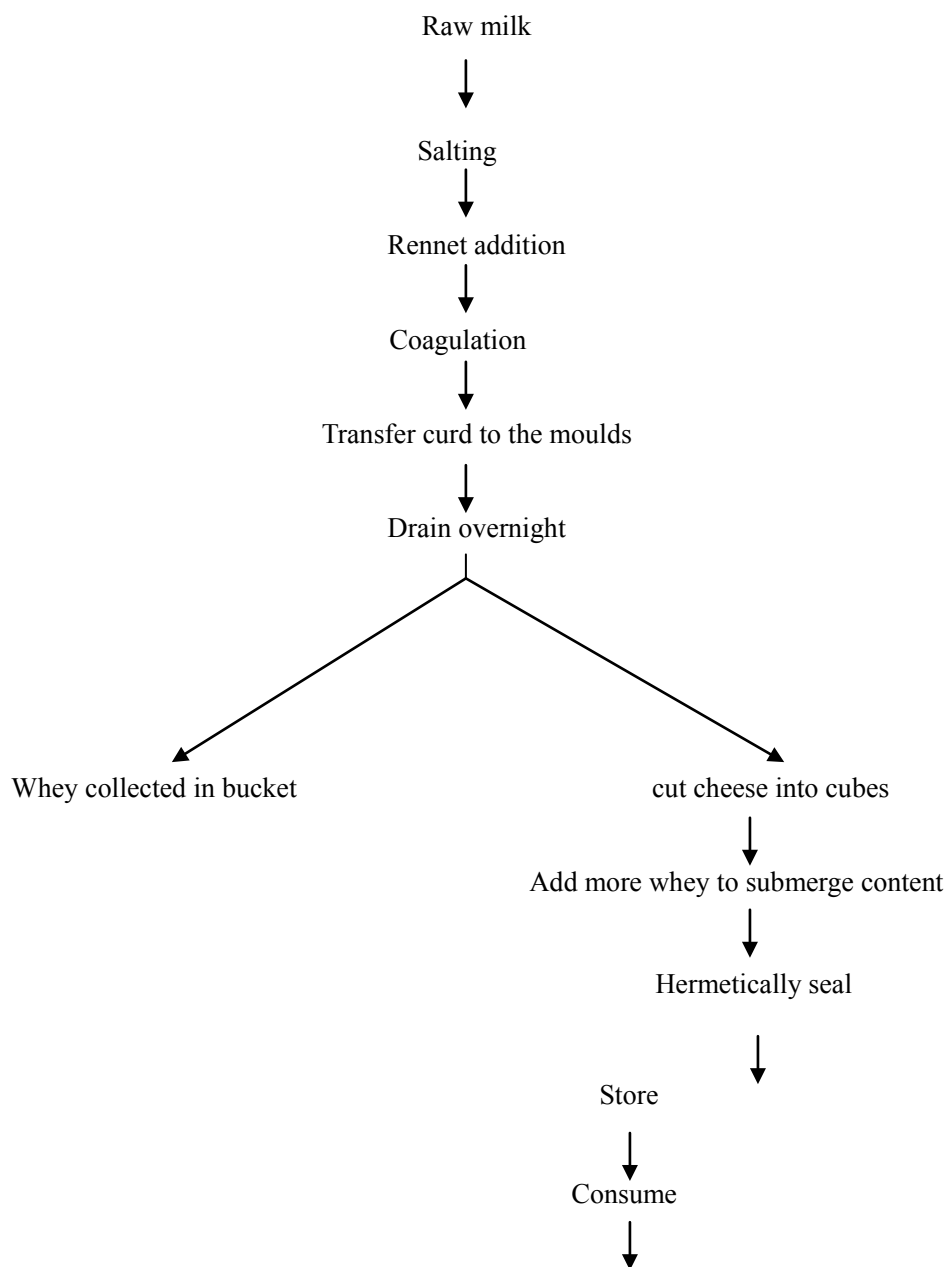 Raw milk
Salting
Rennet addition
Coagulation
Transfer curd to the moulds
Drain overnight
Whey collected in bucket
cut cheese into cubes
Add more whey to submerge content
Hermetically seal
Store
Consume